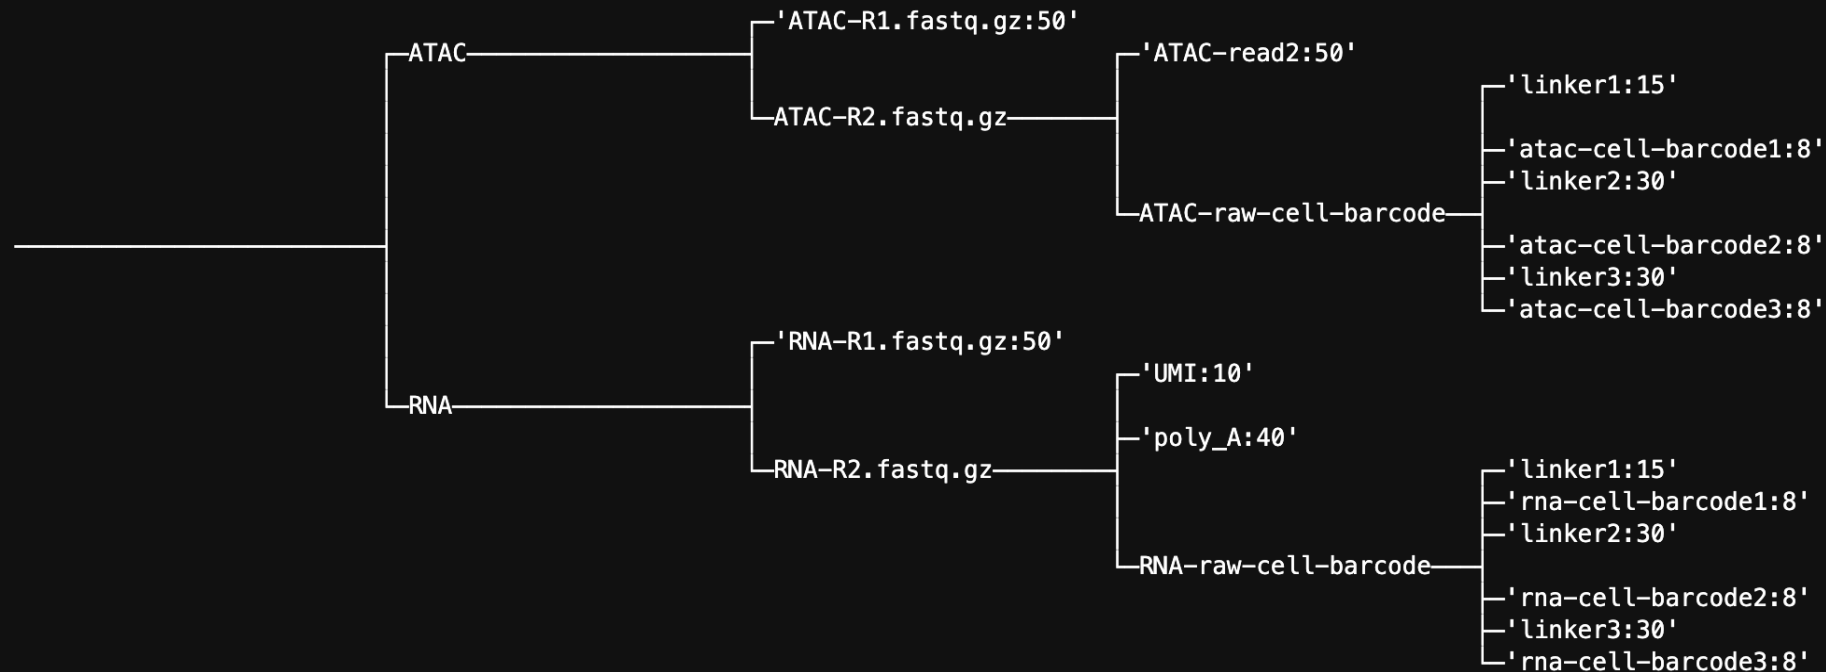 'ATAC-R1.fastq.gz:50'
ATAC
'ATAC-read2:50'
'linker1:15'
ATAC-R2.fastq.gz
'atac-cell-barcode1:8'
'linker2:30'
ATAC-raw-cell-barcode
'atac-cell-barcode2:8'
'linker3:30'
'atac-cell-barcode3:8'
'RNA-R1.fastq.gz:50'
'UMI:10'
RNA
'poly_A:40'
RNA-R2.fastq.gz
'linker1:15'
'rna-cell-barcode1:8'
'linker2:30'
RNA-raw-cell-barcode
'rna-cell-barcode2:8'
'linker3:30'
'rna-cell-barcode3:8'